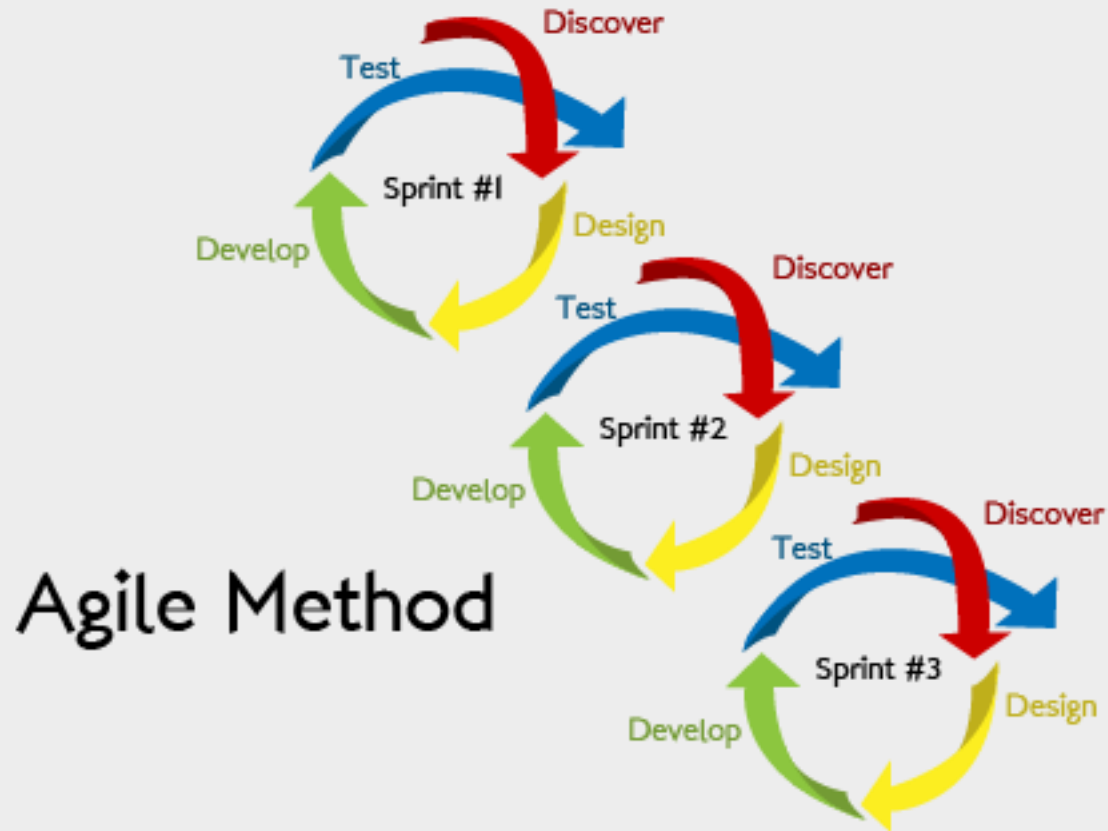 Discover
Test
Sprint #1
Design
Develop
Discover
Test
Sprint #2
Design
Develop
Discover
Test
Agile Method
Sprint #3
Design
Develop